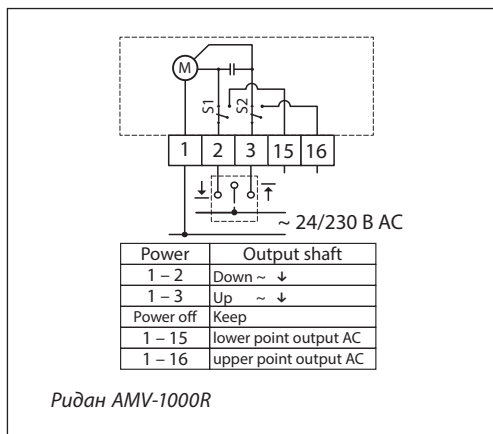 M
S1
S2
1 2 3 15 16
~ 24/230 В АС
Power Output shaft
1 – 2 Down ~ ↓
1 – 3 Up ~ ↓
Power off Keep
1 – 15 lower point output AC
1 – 16 upper point output AC
Ридан AMV-1000R